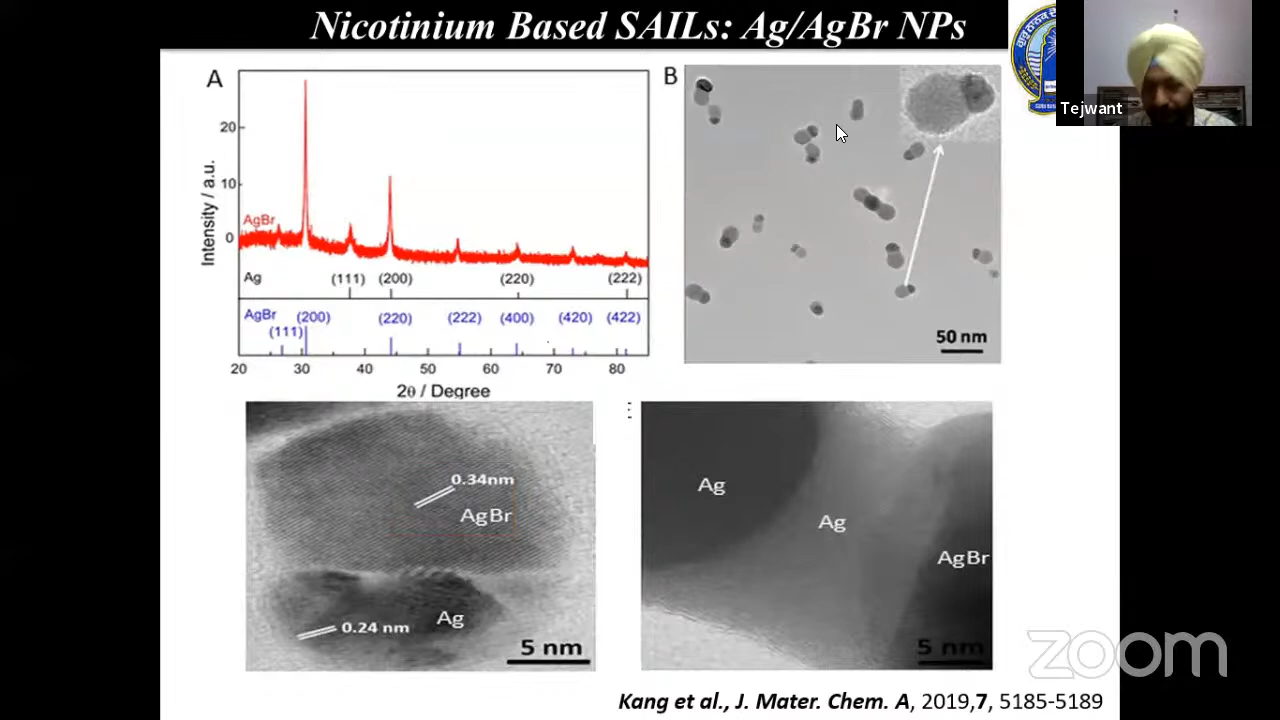 Nicotinium Based SAILs: Ag/AgBr NPs
Tejwant
A
20
10
0
Intensity / a.u.
AgBr
Ag
(111) (200) (220) (222)
AgBr (200) (220) (222) (400) (420) (422)
(111)
20 30 40 50 60 70 80
2θ / Degree
B
50 nm
0.34nm
AgBr
Ag
0.24 nm
5 nm
Ag
Ag
AgBr
5 nm
zoom
Kang et al., J. Mater. Chem. A, 2019,7, 5185-5189